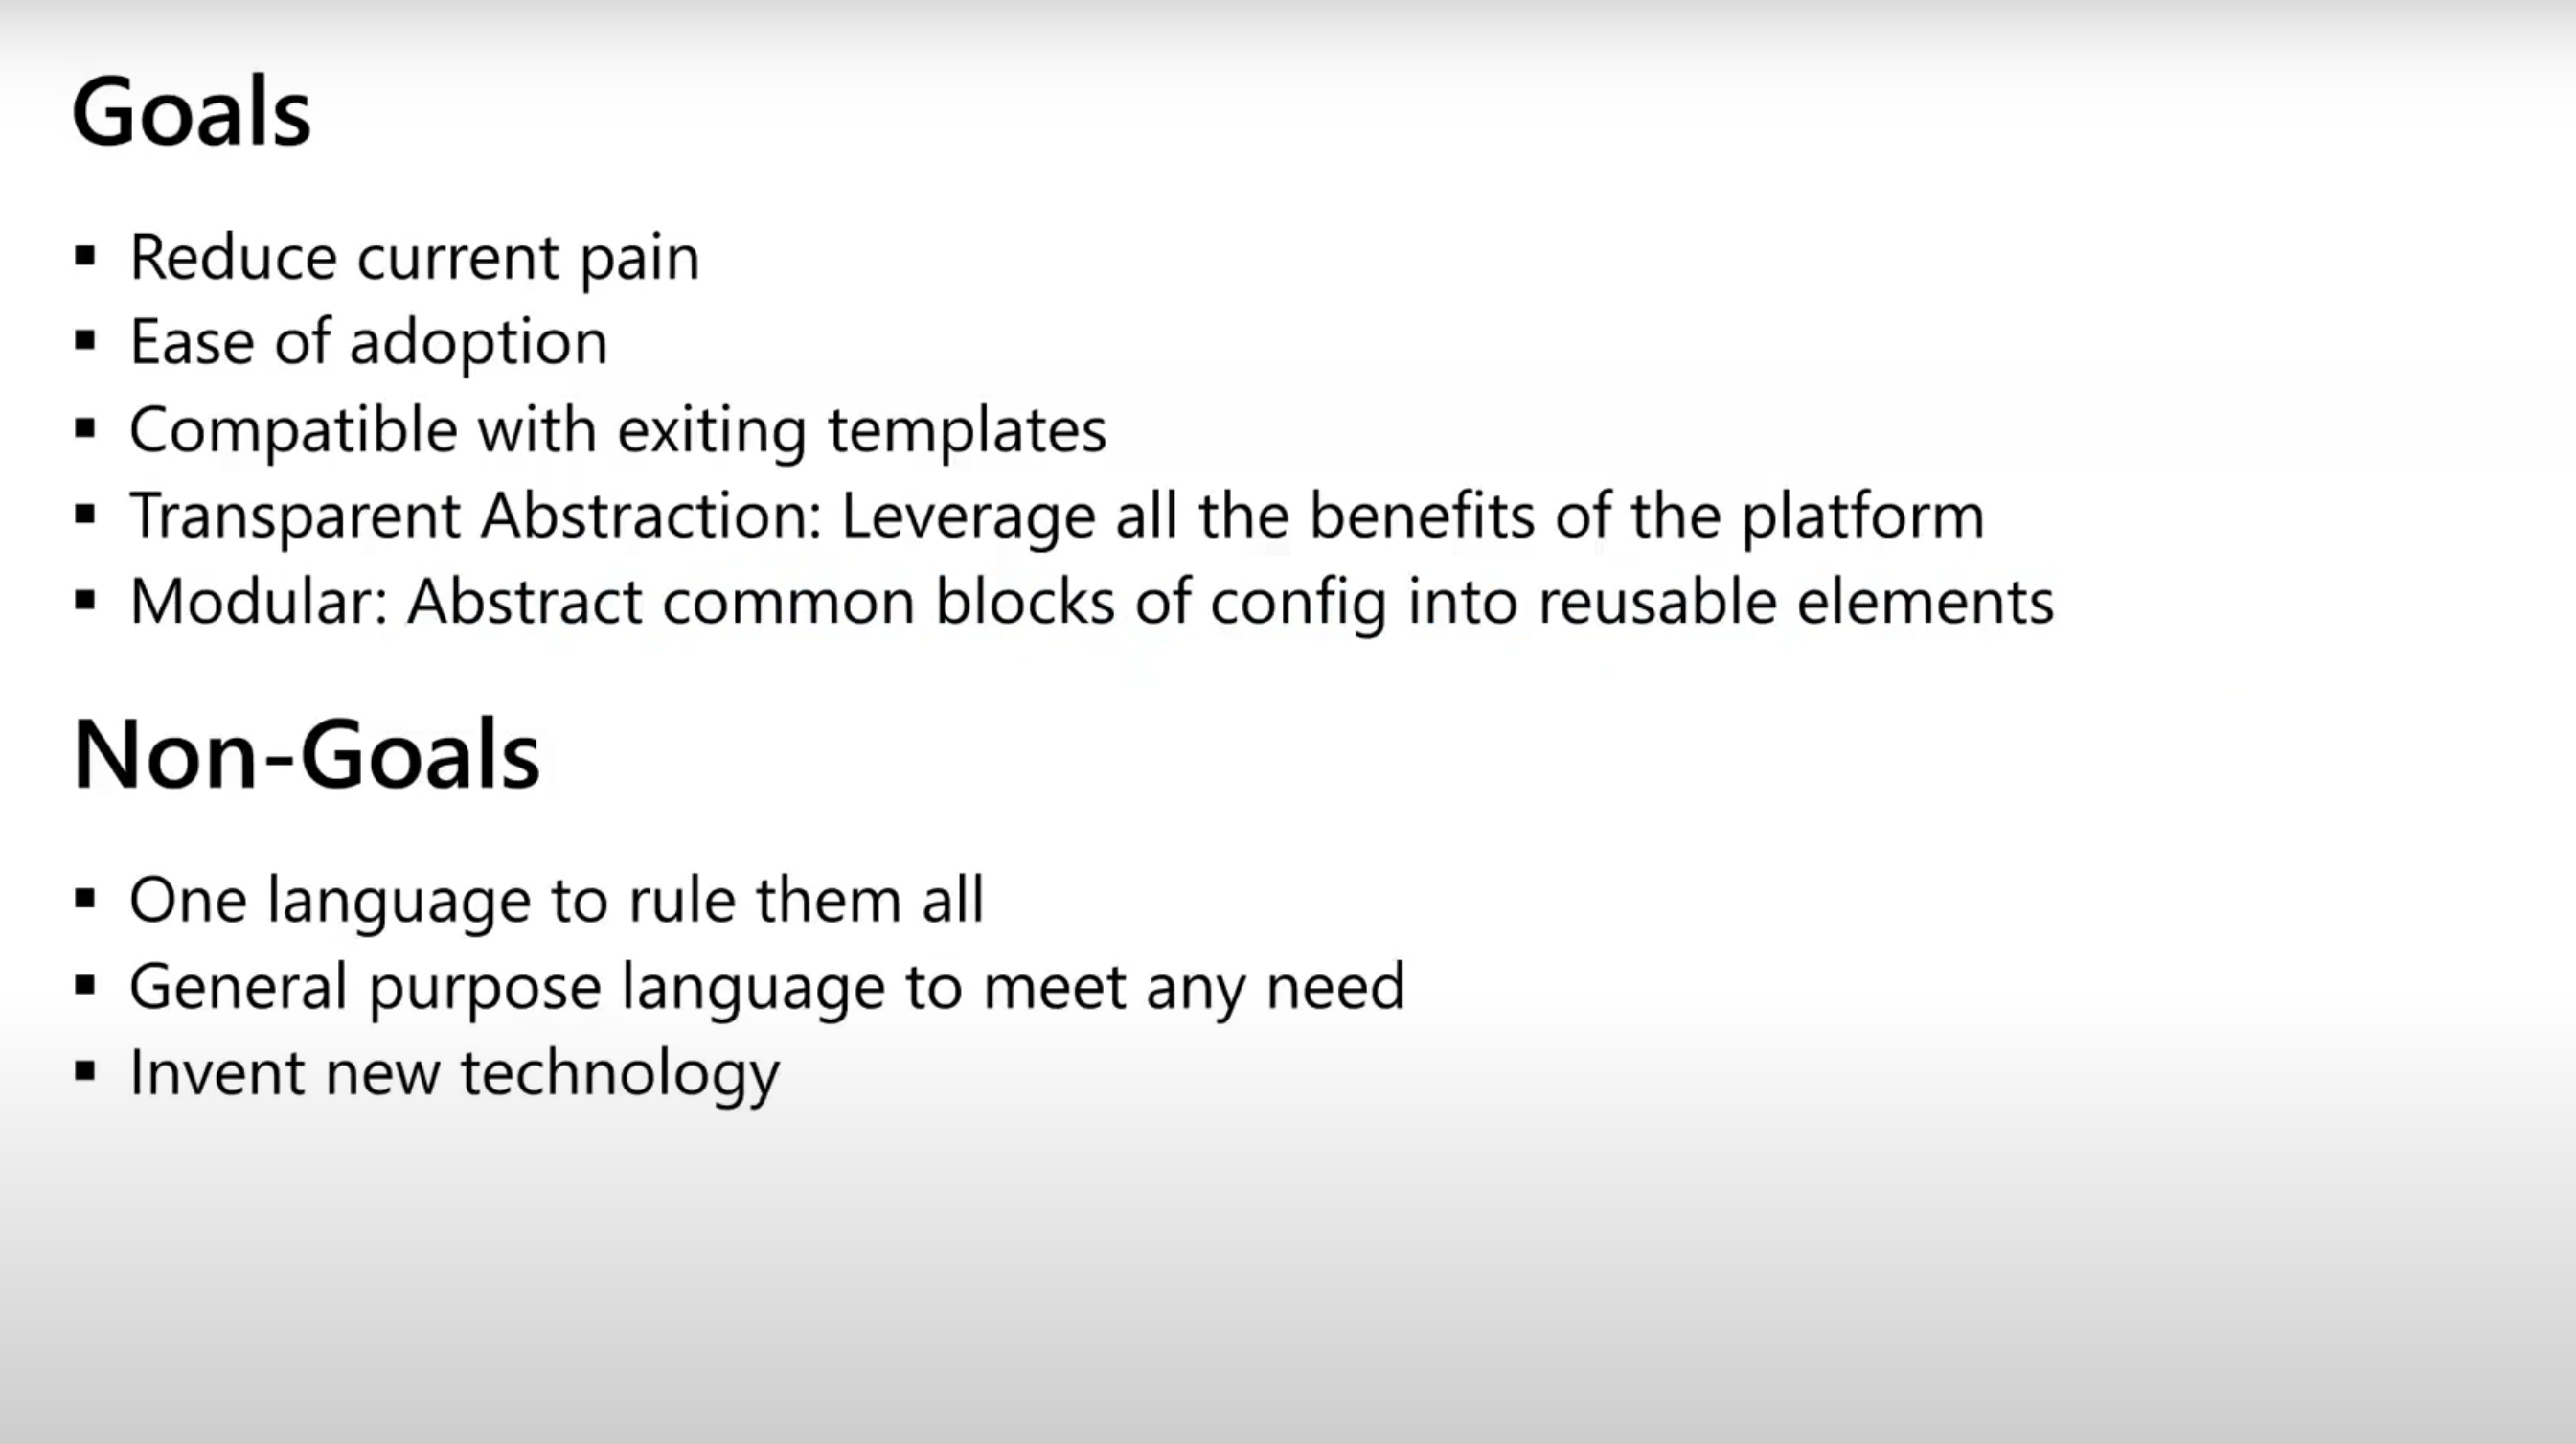 Goals
▪ Reduce current pain
▪ Ease of adoption
▪ Compatible with exiting templates
▪ Transparent Abstraction: Leverage all the benefits of the platform
▪ Modular: Abstract common blocks of config into reusable elements
Non-Goals
▪ One language to rule them all
▪ General purpose language to meet any need
▪ Invent new technology